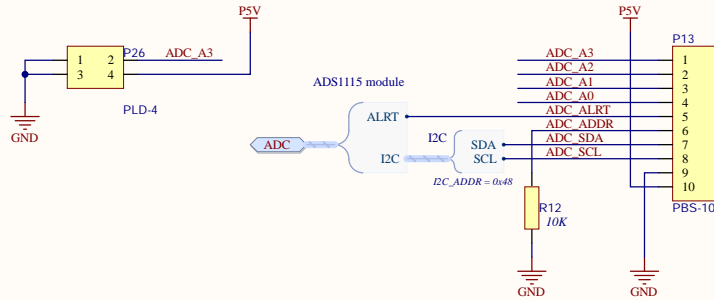 P5V
P26
ADC_A3
1 2
3 4
PLD-4
GND
ADS1115 module
ADC
ALRT
I2C
I2C
SDA
SCL
I2C_ADDR = 0x48
P5V
P13
ADC_A3 1
ADC_A2 2
ADC_A1 3
ADC_A0 4
ADC_ALRT 5
ADC_ADDR 6
ADC_SDA 7
ADC_SCL 8
9
10
PBS-10
R12
10K
GND
GND